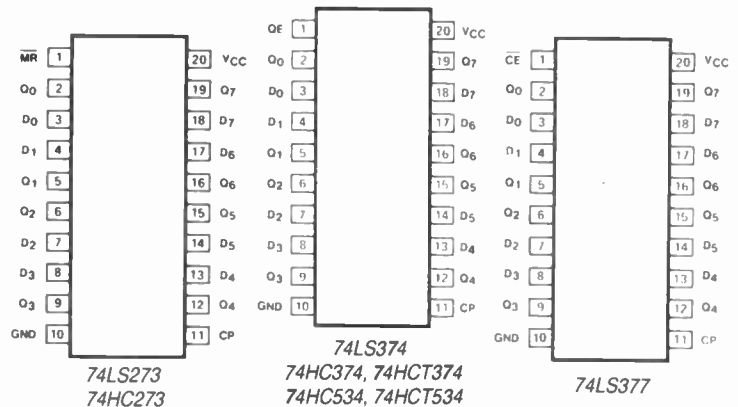 M̅R̅ 1 20 VCC
Q0 2 19 Q7
D0 3 18 D7
D1 4 17 D6
Q1 5 16 Q6
Q2 6 15 Q5
D2 7 14 D5
D3 8 13 D4
Q3 9 12 Q4
GND 10 11 CP
74LS273
74HC273
OE 1 20 VCC
Q0 2 19 Q7
D0 3 18 D7
D1 4 17 D6
Q1 5 16 Q6
Q2 6 15 Q5
D2 7 14 D5
D3 8 13 D4
Q3 9 12 Q4
GND 10 11 CP
74LS374
74HC374, 74HCT374
74HC534, 74HCT534
C̅E̅ 1 20 VCC
Q0 2 19 Q7
D0 3 18 D7
D1 4 17 D6
Q1 5 16 Q6
Q2 6 15 Q5
D2 7 14 D5
D3 8 13 D4
Q3 9 12 Q4
GND 10 11 CP
74LS377